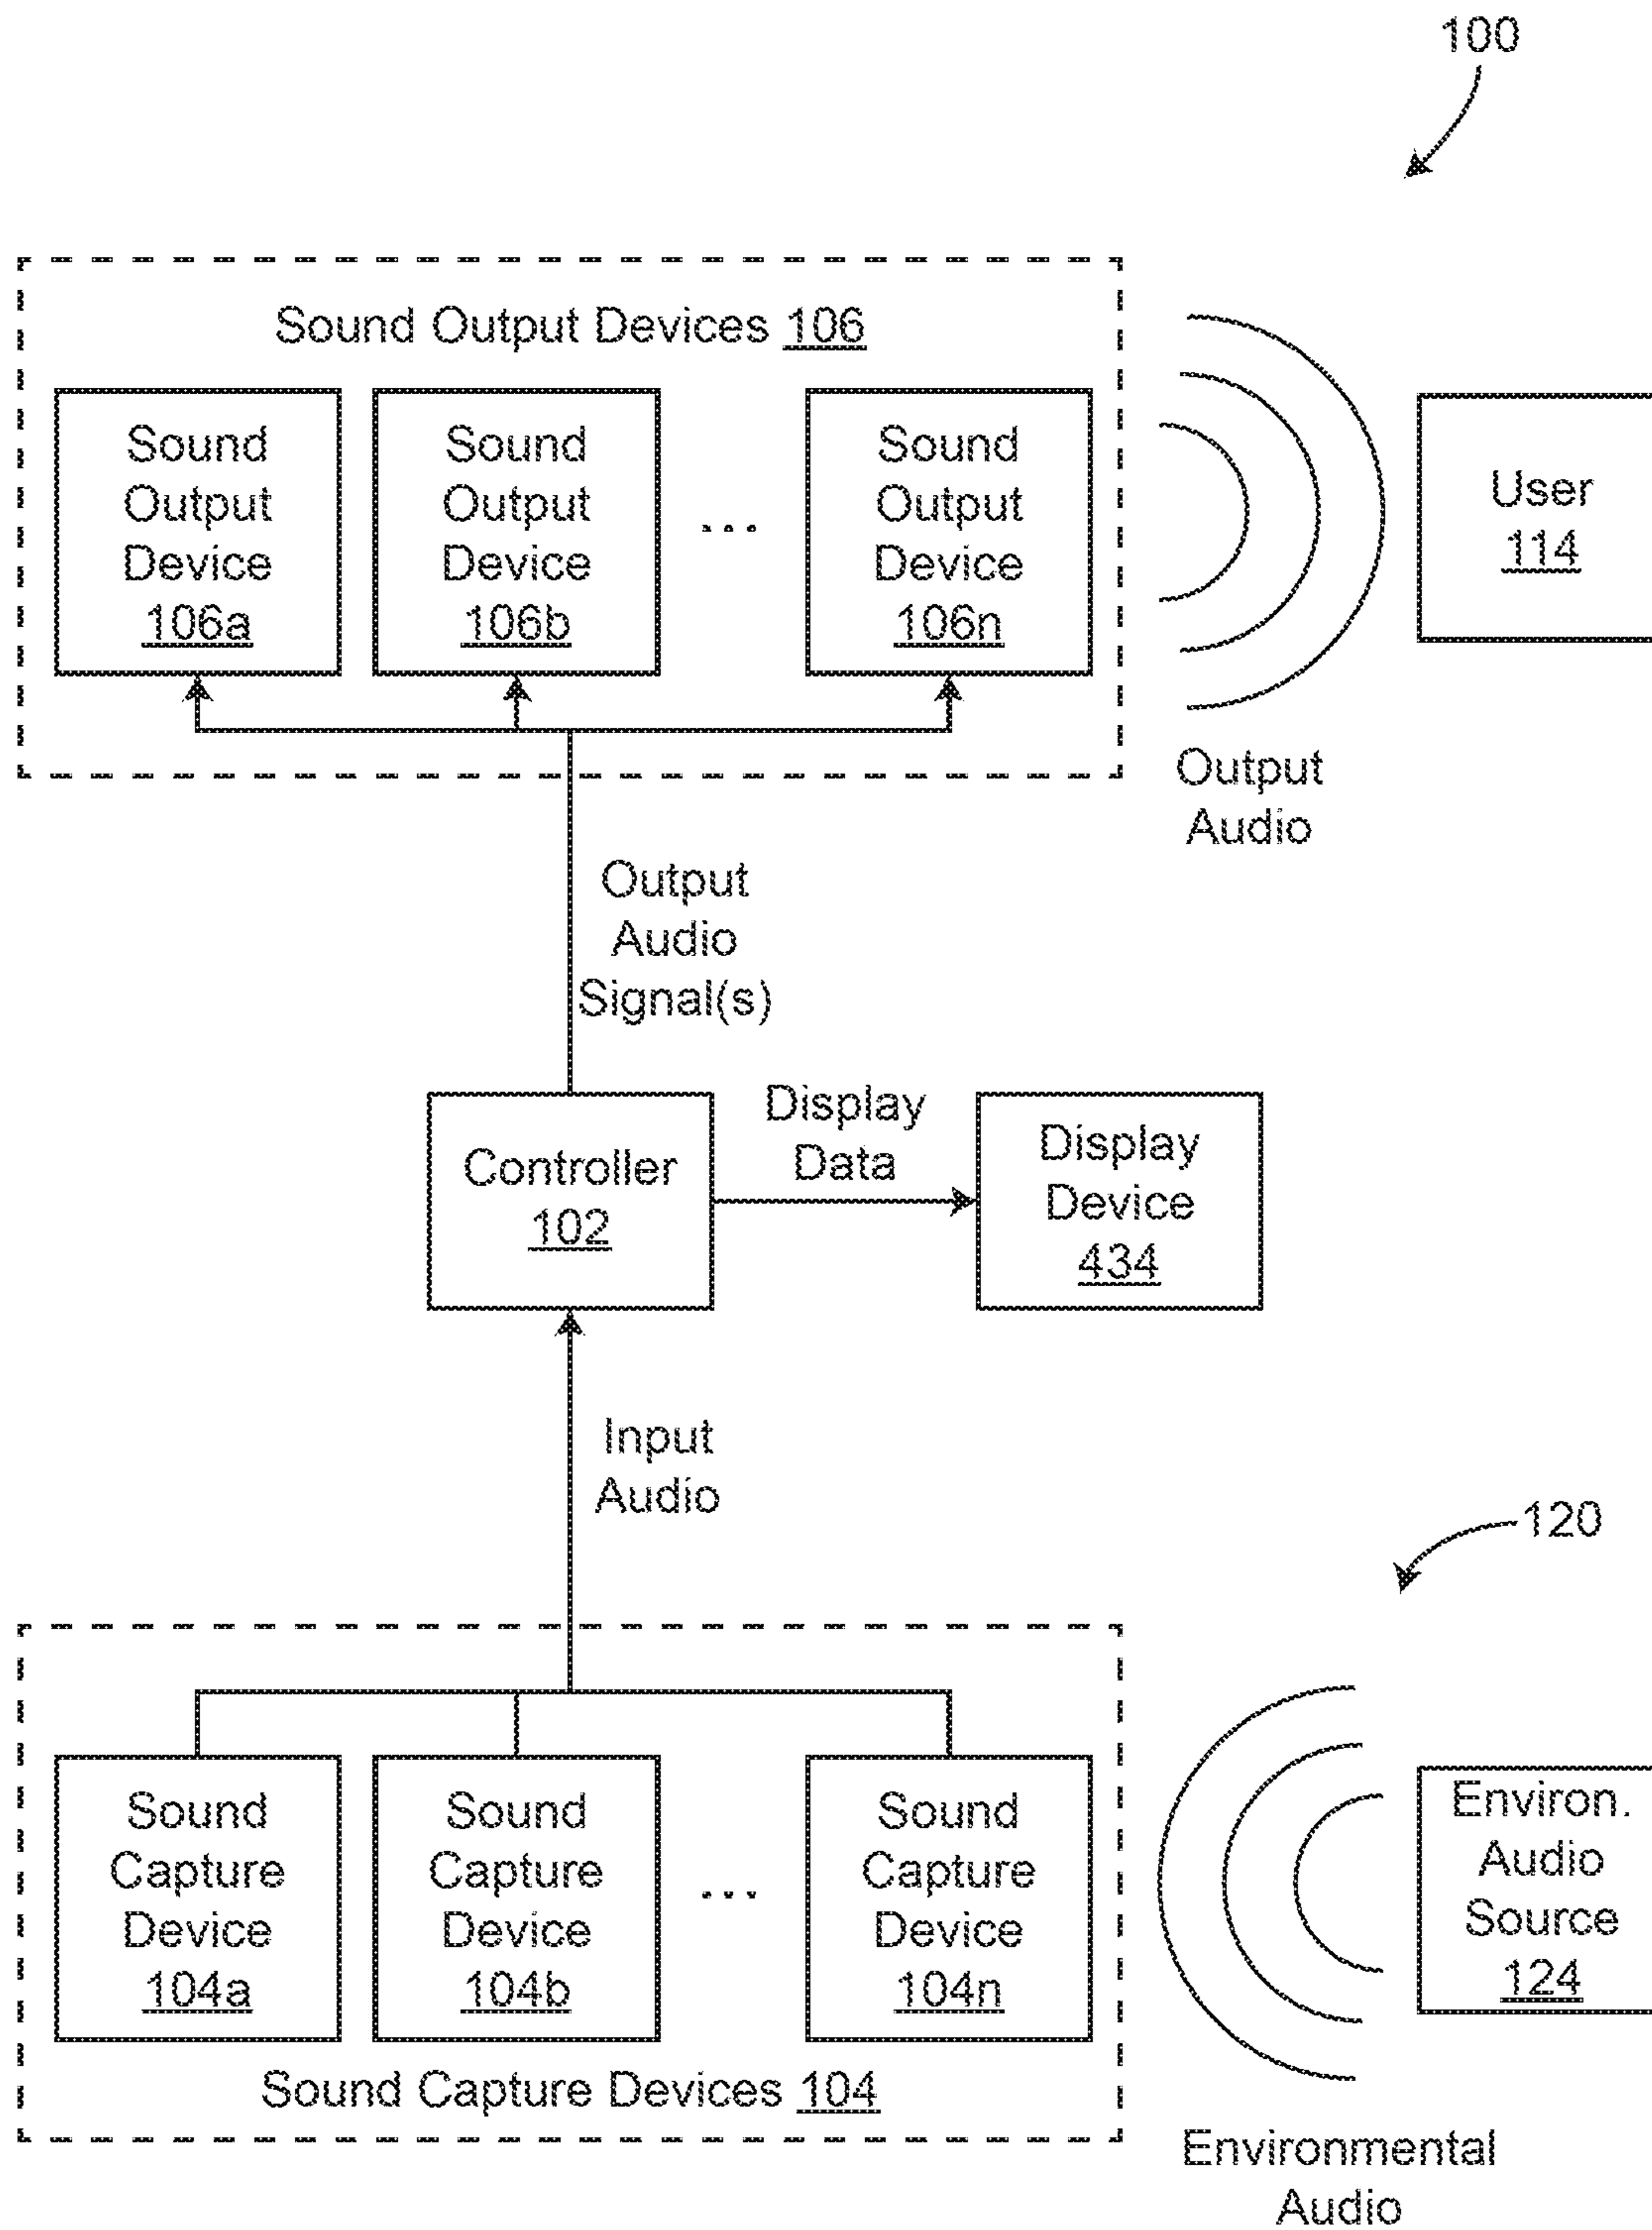 100
Sound Output Devices 106
Sound
Output
Device
106a
Sound
Output
Device
106b
...
Sound
Output
Device
106n
User
114
Output
Audio
Output
Audio
Signal(s)
Controller
102
Display
Data
Display
Device
434
Input
Audio
120
Sound
Capture
Device
104a
Sound
Capture
Device
104b
...
Sound
Capture
Device
104n
Sound Capture Devices 104
Environ.
Audio
Source
124
Environmental
Audio